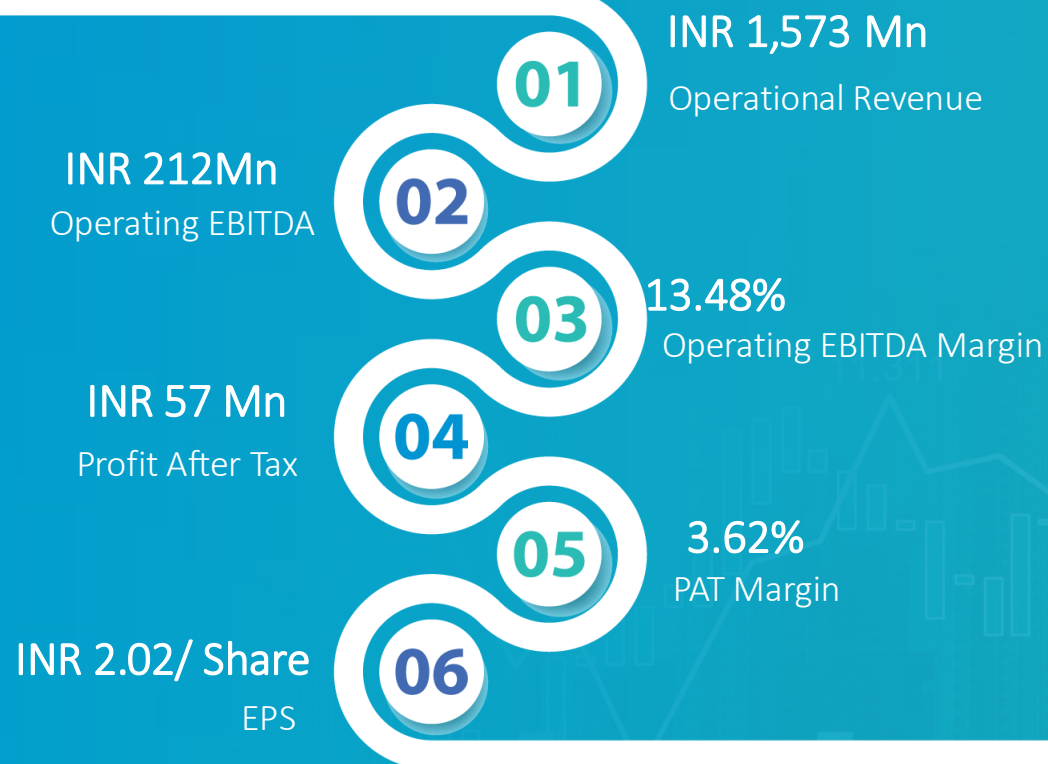 01
INR 1,573 Mn
Operational Revenue
INR 212Mn
Operating EBITDA
02
03
13.48%
Operating EBITDA Margin
INR 57 Mn
Profit After Tax
04
05
3.62%
PAT Margin
INR 2.02/ Share
EPS
06